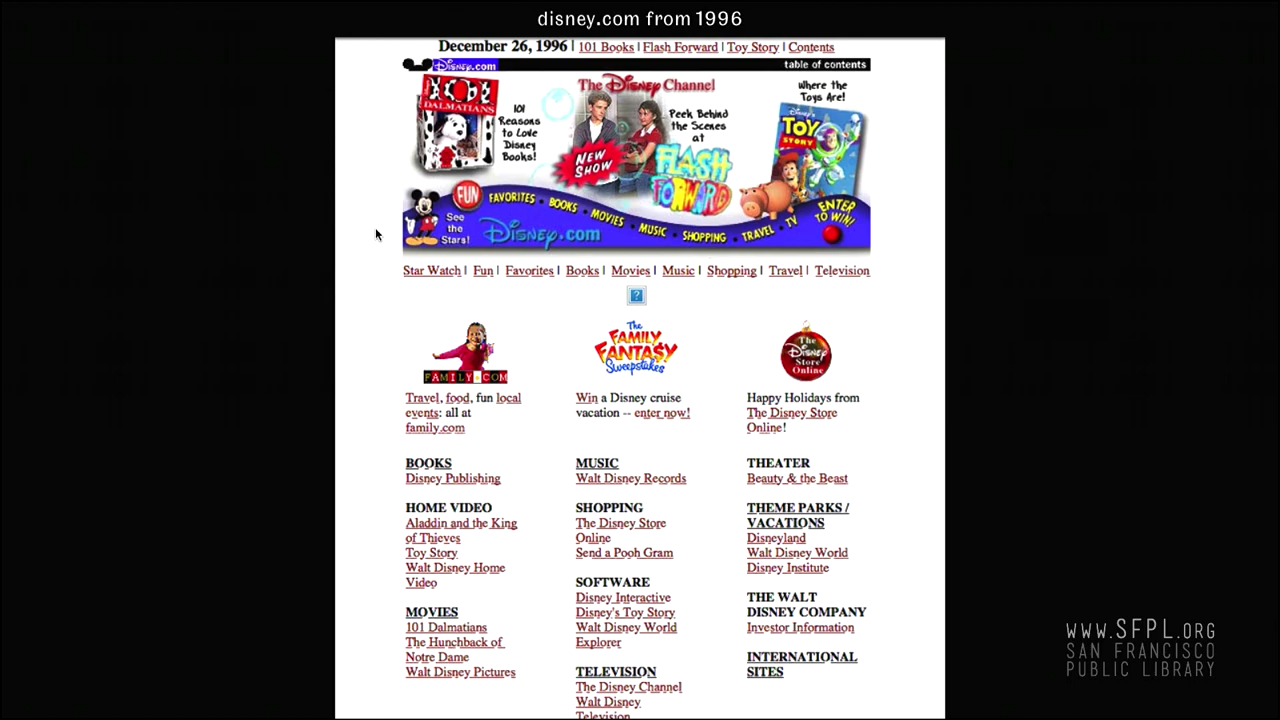 disney.com from 1996
December 26, 1996 | 101 Books | Flash Forward | Toy Story | Contents
Disney.com
table of contents
101
DALMATIANS
101
Reasons
to Love
Disney
Books!
The Disney Channel
NEW
SHOW
Peek Behind
the Scenes
at
FLASH
FORWARD
Where the
Toys Are!
Disney's
TOY
STORY
See
the
Stars!
FUN
FAVORITES • BOOKS • MOVIES • MUSIC • SHOPPING • TRAVEL • TV
ENTER
TO WIN!
Disney.com
Star Watch | Fun | Favorites | Books | Movies | Music | Shopping | Travel | Television
?
FAMILY.COM
Travel, food, fun local
events: all at
family.com
The
FAMILY
FANTASY
Sweepstakes
Win a Disney cruise
vacation -- enter now!
The
Disney
Store
Online
Happy Holidays from
The Disney Store
Online!
BOOKS
Disney Publishing
HOME VIDEO
Aladdin and the King
of Thieves
Toy Story
Walt Disney Home
Video
MOVIES
101 Dalmatians
The Hunchback of
Notre Dame
Walt Disney Pictures
MUSIC
Walt Disney Records
SHOPPING
The Disney Store
Online
Send a Pooh Gram
SOFTWARE
Disney Interactive
Disney's Toy Story
Walt Disney World
Explorer
TELEVISION
The Disney Channel
Walt Disney
Television
THEATER
Beauty & the Beast
THEME PARKS /
VACATIONS
Disneyland
Walt Disney World
Disney Institute
THE WALT
DISNEY COMPANY
Investor Information
INTERNATIONAL
SITES
WWW.SFPL.ORG
SAN FRANCISCO
PUBLIC LIBRARY